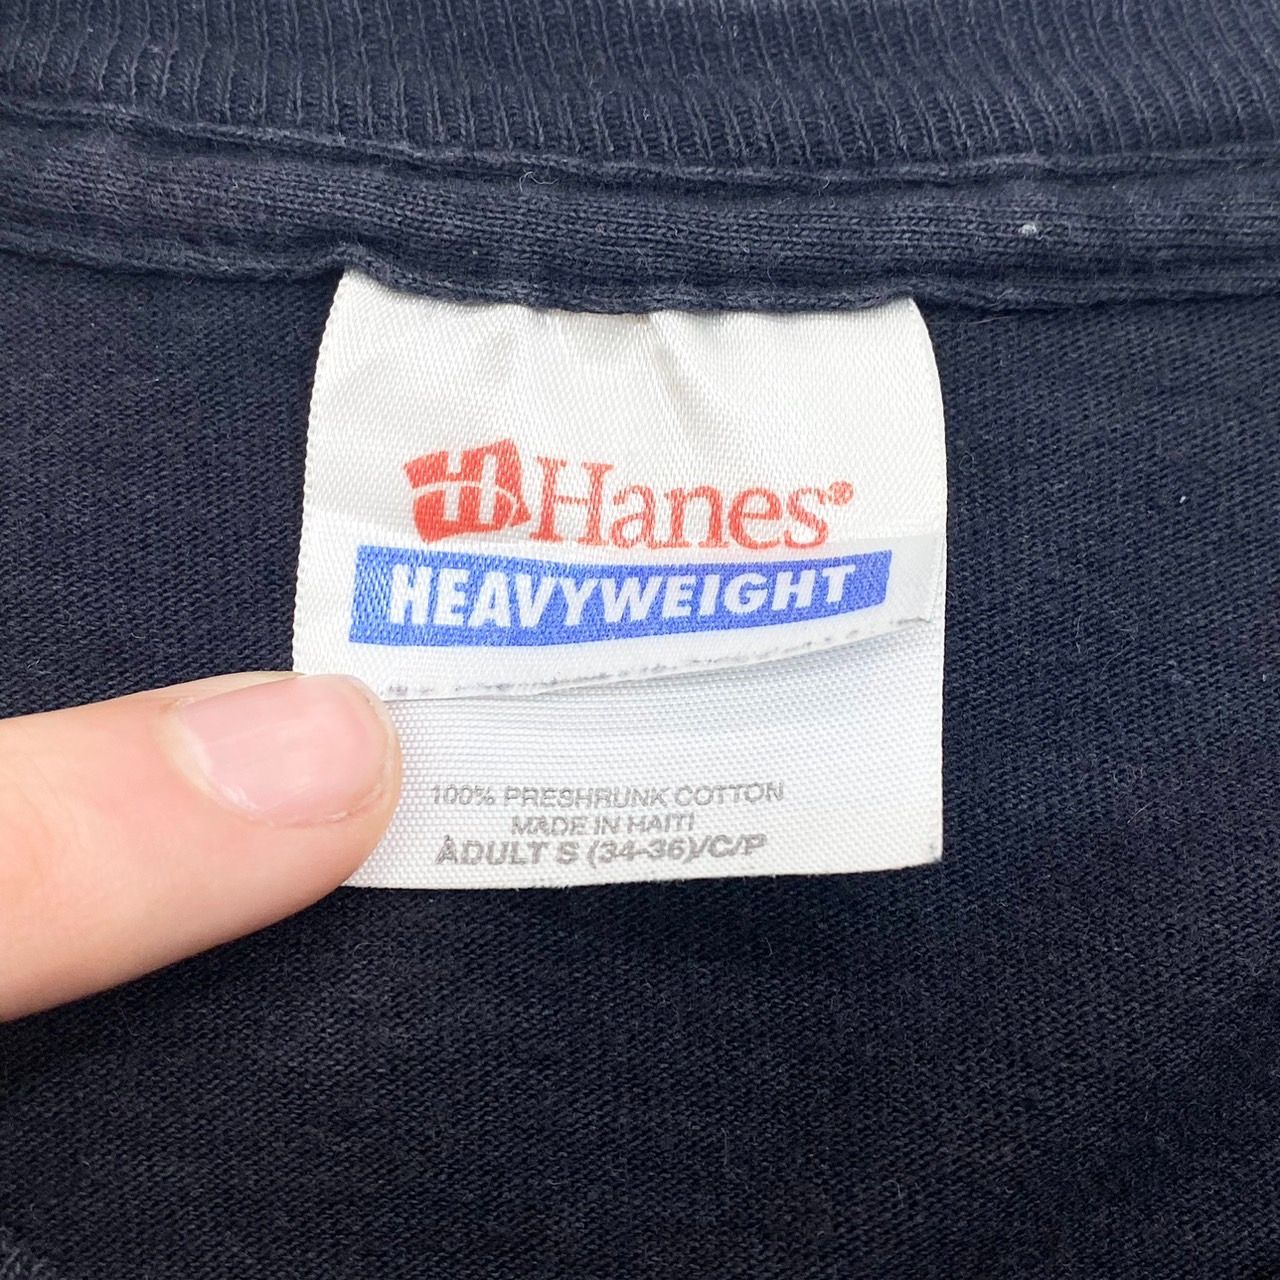 H Hanes®
HEAVYWEIGHT
100% PRESHRUNK COTTON
MADE IN HAITI
ADULT S (34-36)/C/P